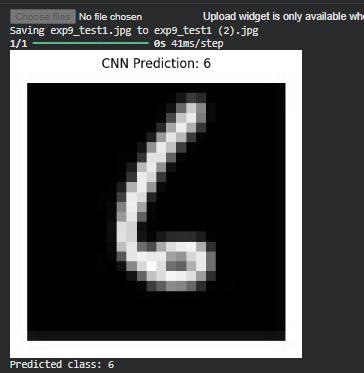 Choose files No file chosen Upload widget is only available
Saving exp9_test1.jpg to exp9_test1 (2).jpg
1/1 0s 41ms/step
CNN Prediction: 6
6
Predicted class: 6